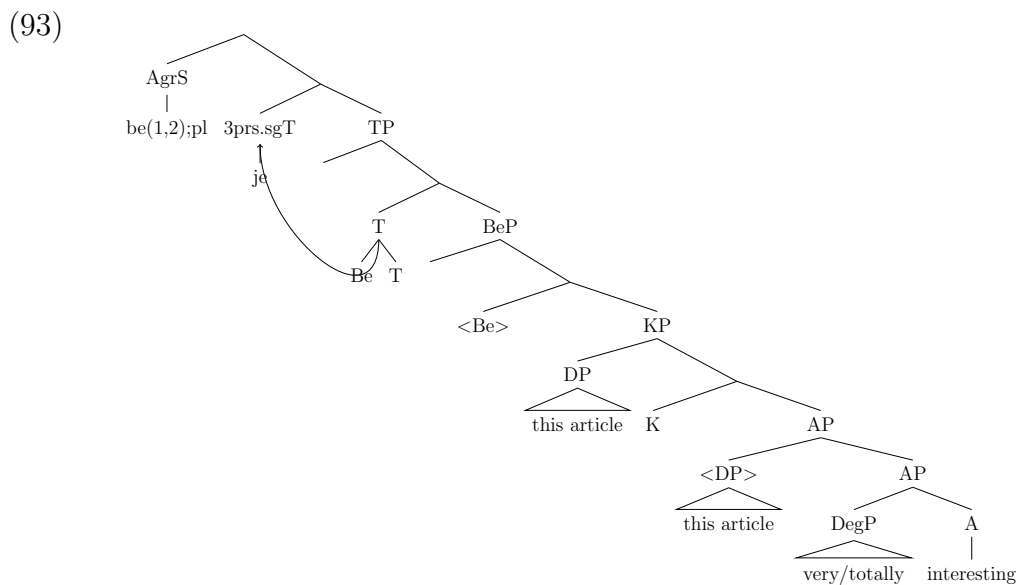 (93)
AgrS
be(1,2);pl 3prs.sgT TP
je
T BeP
Be T
<Be> KP
DP
this article K AP
<DP> AP
this article DegP A
very/totally interesting